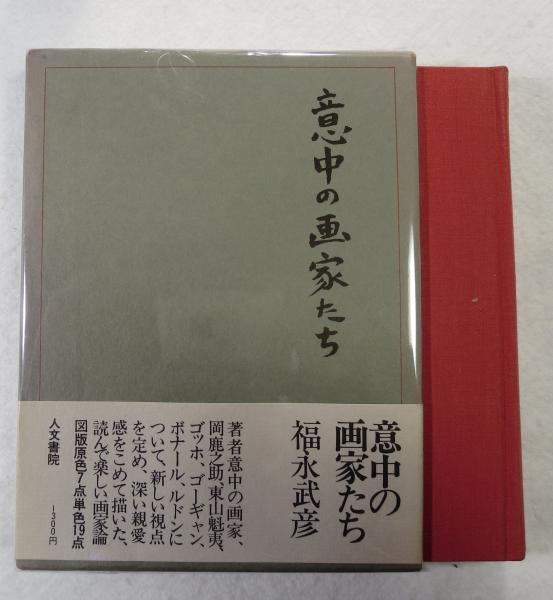 意中の画家たち
意中の
画家たち
福永武彦
著者意中の画家、
岡鹿之助、東山魁夷、
ゴッホ、ゴーギャン、
ボナール、ルドンに
ついて、新しい視点
を定め、深い親愛
感をこめて描いた、
読んで楽しい画家論
図版原色7点単色19点
人文書院
1300円